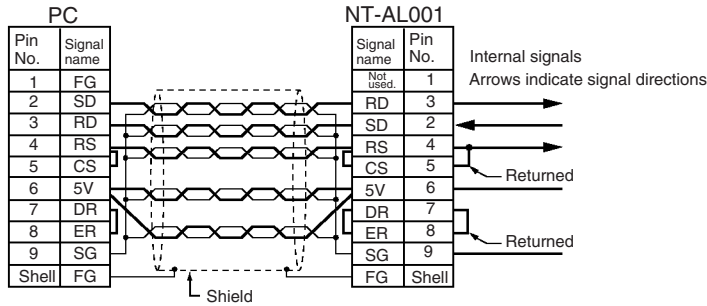 PC
NT-AL001
Pin No.
Signal name
Signal name
Pin No.
Internal signals
Arrows indicate signal directions
1 FG
Not used. 1
2 SD
RD 3
3 RD
SD 2
4 RS
RS 4
5 CS
CS 5
Returned
6 5V
5V 6
7 DR
DR 7
8 ER
ER 8
Returned
9 SG
SG 9
Shell FG
FG Shell
Shield